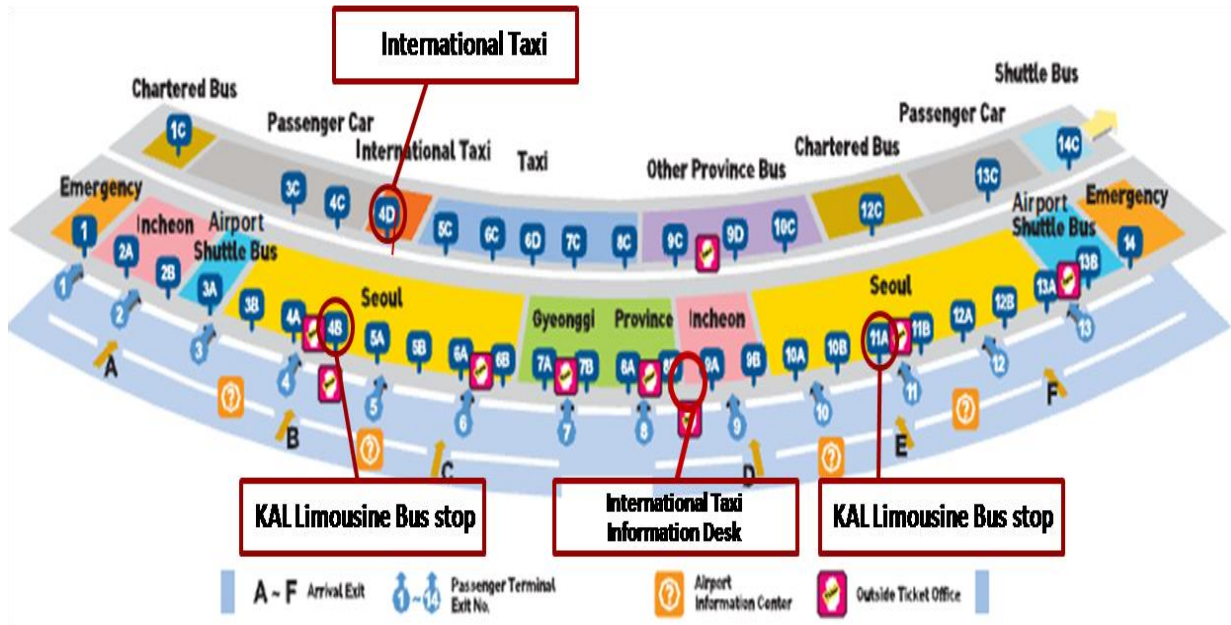 International Taxi
Shuttle Bus
Chartered Bus
Passenger Car
Passenger Car
International Taxi
Taxi
Other Province Bus
Chartered Bus
1C
3C
4C
4D
5C
6C
6D
7C
8C
9C
9D
10C
12C
13C
14C
Emergency
Incheon
Airport
Shuttle Bus
Seoul
Gyeonggi Province
Incheon
Seoul
Airport
Shuttle Bus
Emergency
1
2A
2B
3A
3B
4A
4B
5A
5B
6A
6B
7A
7B
8A
9A
9B
10A
10B
11A
11B
12A
12B
13A
13B
14
1
2
3
4
5
6
7
8
9
10
11
12
13
A
B
C
D
E
F
KAL Limousine Bus stop
International Taxi
Information Desk
KAL Limousine Bus stop
A ~ F Arrival Exit
1 ~ 14 Passenger Terminal
Exit No.
Airport
Information Center
Outside Ticket Office